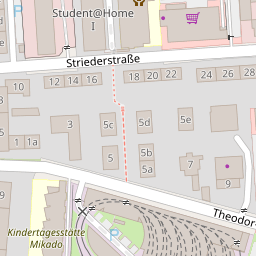 Student@Home
I
Striederstraße
10
12
14
16
18
20
22
24
26
28
3
5c
5d
5e
1
1a
5
5b
5a
7
9
Theodor
Kindertagesstätte
Mikado